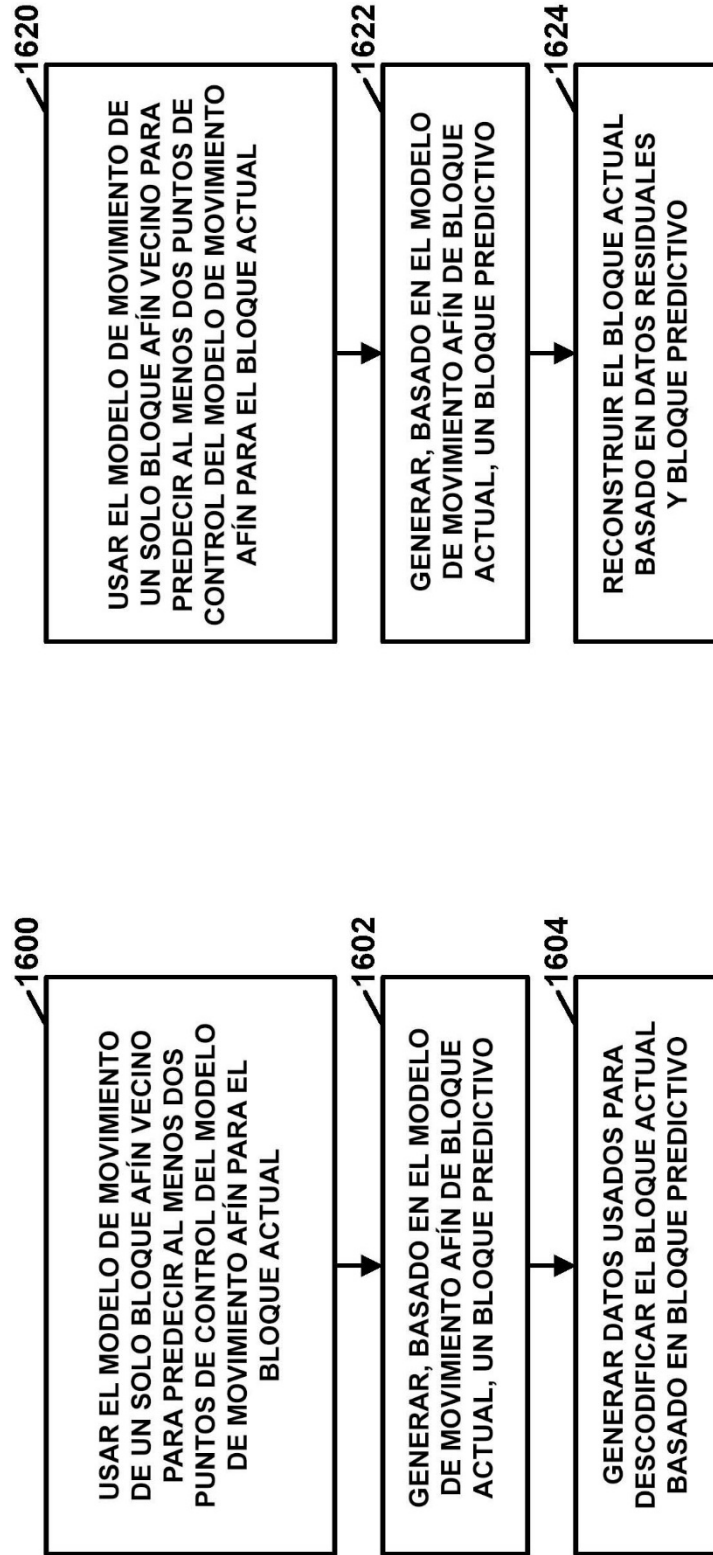 1600
USAR EL MODELO DE MOVIMIENTO
DE UN SOLO BLOQUE AFÍN VECINO
PARA PREDECIR AL MENOS DOS
PUNTOS DE CONTROL DEL MODELO
DE MOVIMIENTO AFÍN PARA EL
BLOQUE ACTUAL
1602
GENERAR, BASADO EN EL MODELO
DE MOVIMIENTO AFÍN DE BLOQUE
ACTUAL, UN BLOQUE PREDICTIVO
1604
GENERAR DATOS USADOS PARA
DESCODIFICAR EL BLOQUE ACTUAL
BASADO EN BLOQUE PREDICTIVO
1620
USAR EL MODELO DE MOVIMIENTO DE
UN SOLO BLOQUE AFÍN VECINO PARA
PREDECIR AL MENOS DOS PUNTOS DE
CONTROL DEL MODELO DE MOVIMIENTO
AFÍN PARA EL BLOQUE ACTUAL
1622
GENERAR, BASADO EN EL MODELO
DE MOVIMIENTO AFÍN DE BLOQUE
ACTUAL, UN BLOQUE PREDICTIVO
1624
RECONSTRUIR EL BLOQUE ACTUAL
BASADO EN DATOS RESIDUALES
Y BLOQUE PREDICTIVO